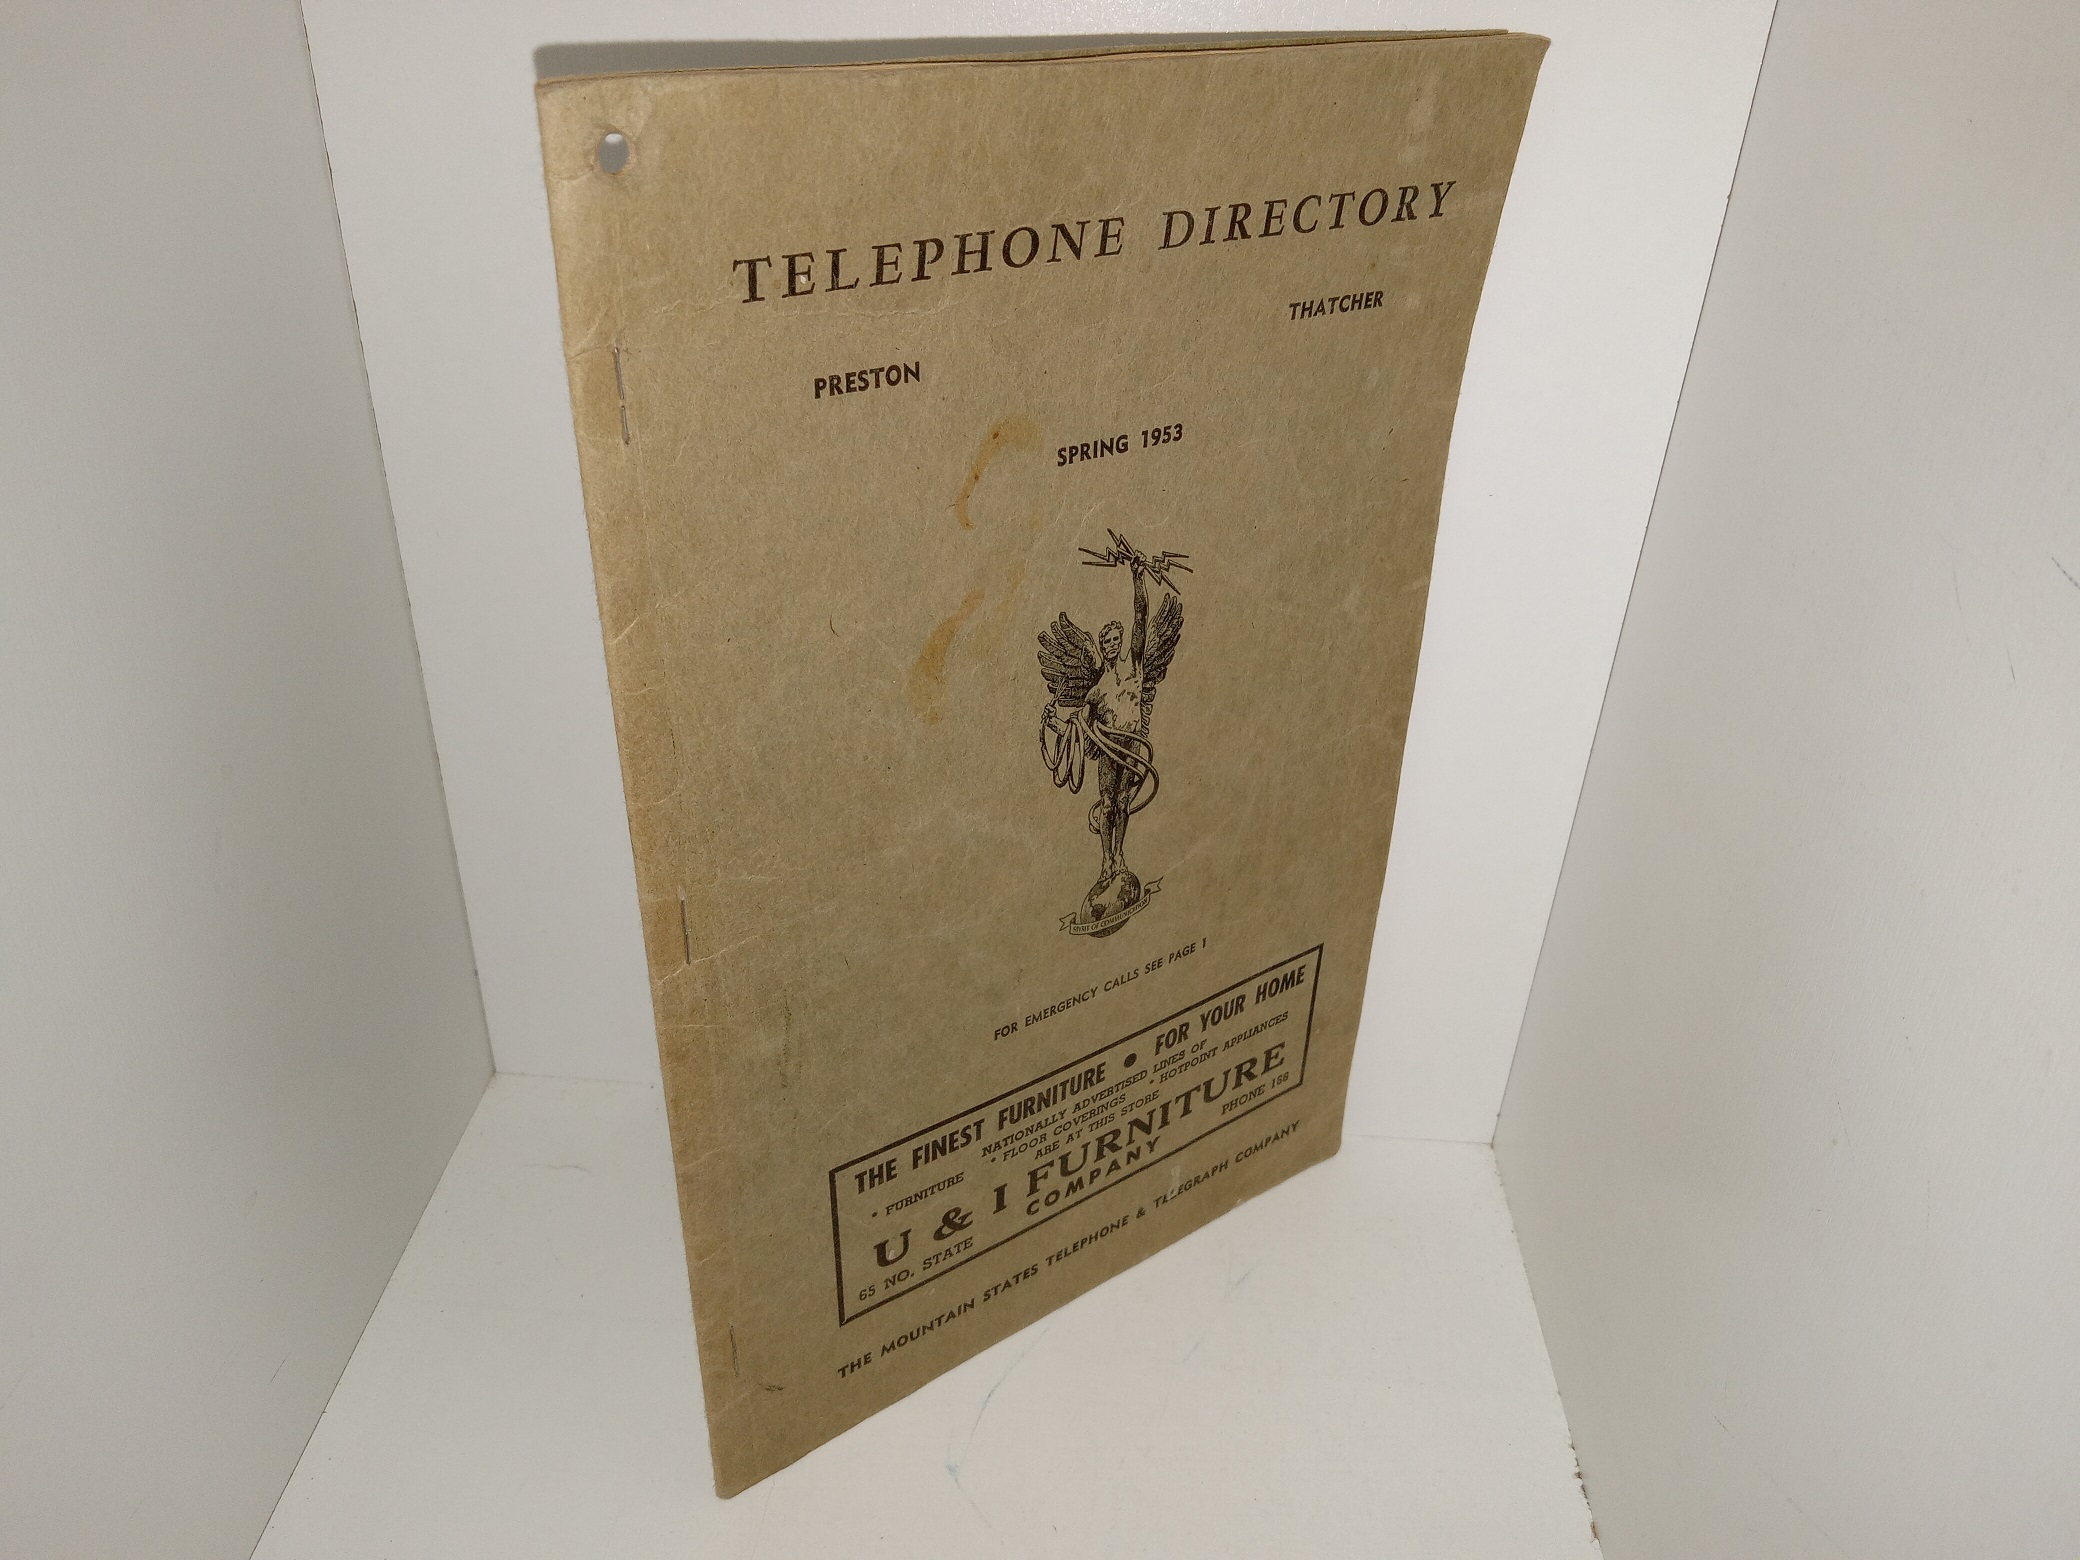 TELEPHONE DIRECTORY
PRESTON THATCHER
SPRING 1953
SPIRIT OF COMMUNICATION
FOR EMERGENCY CALLS SEE PAGE 1
THE FINEST FURNITURE • FOR YOUR HOME
NATIONALLY ADVERTISED LINES OF
• FURNITURE • FLOOR COVERINGS • HOTPOINT APPLIANCES
ARE AT THIS STORE
U & I FURNITURE
COMPANY
65 NO. STATE PHONE 186
THE MOUNTAIN STATES TELEPHONE & TELEGRAPH COMPANY